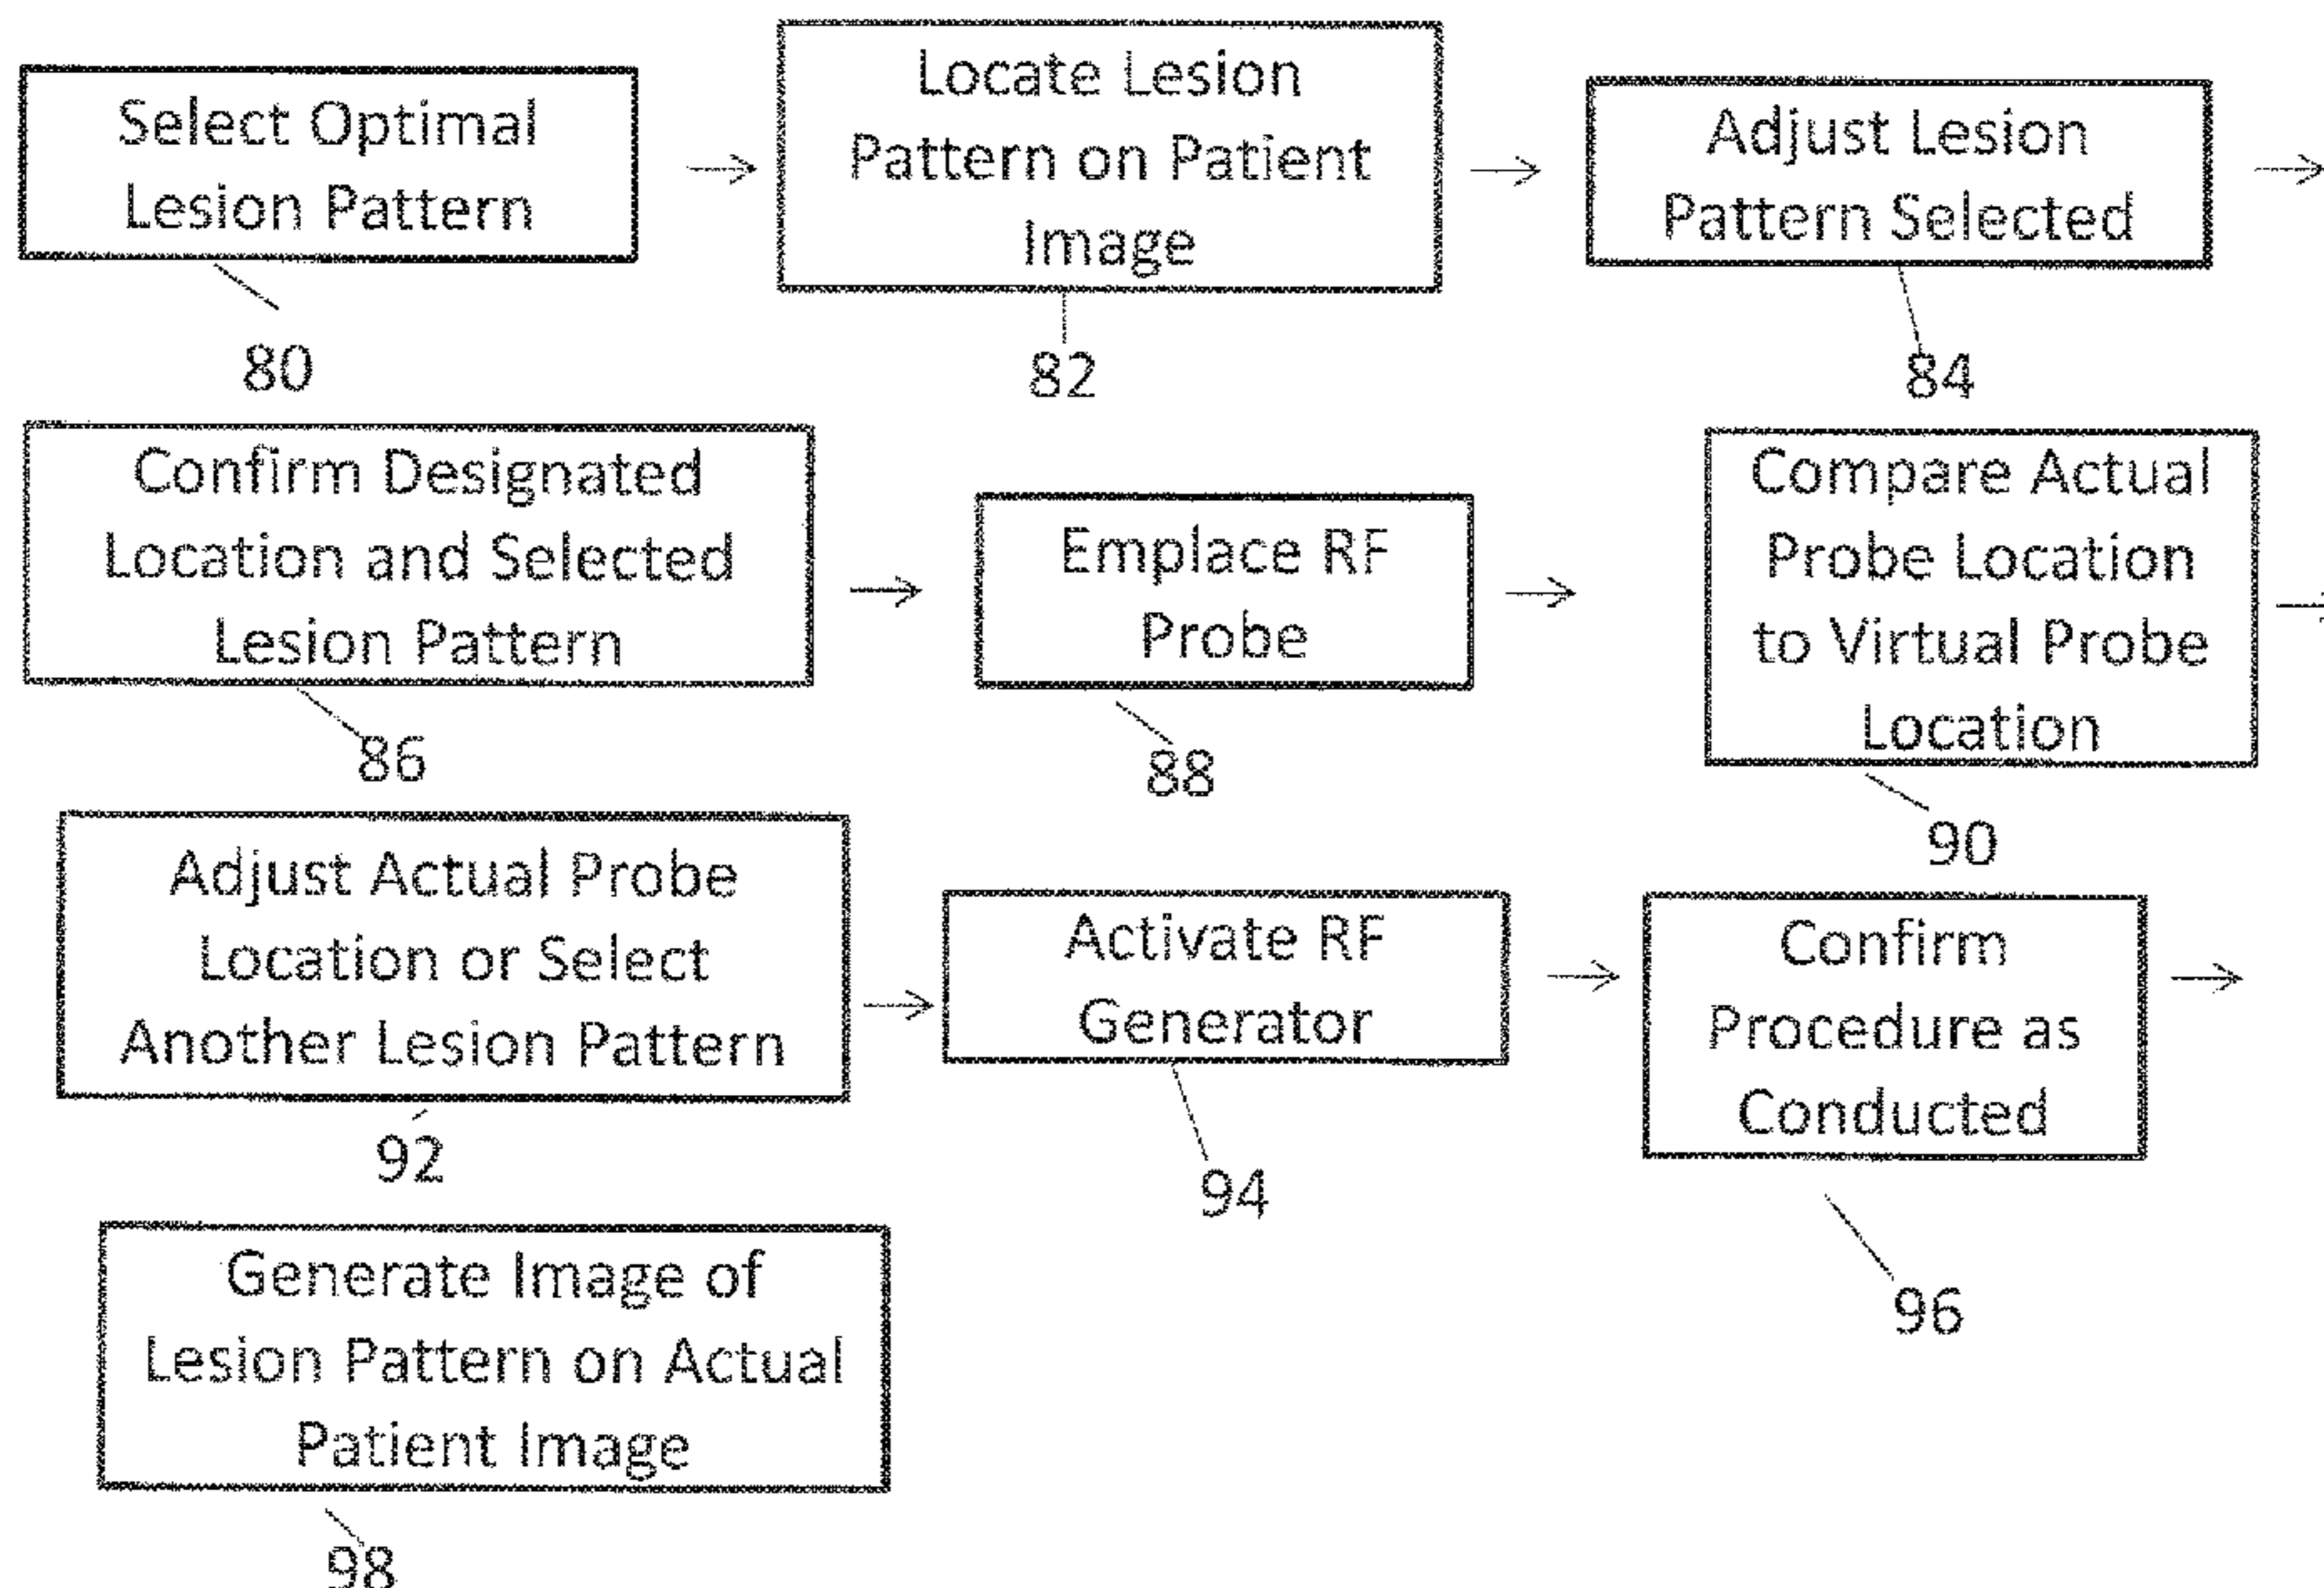 Select Optimal
Lesion Pattern
80
Locate Lesion
Pattern on Patient
Image
82
Adjust Lesion
Pattern Selected
84
Confirm Designated
Location and Selected
Lesion Pattern
86
Emplace RF
Probe
88
Compare Actual
Probe Location
to Virtual Probe
Location
90
Adjust Actual Probe
Location or Select
Another Lesion Pattern
92
Activate RF
Generator
94
Confirm
Procedure as
Conducted
96
Generate Image of
Lesion Pattern on Actual
Patient Image
98